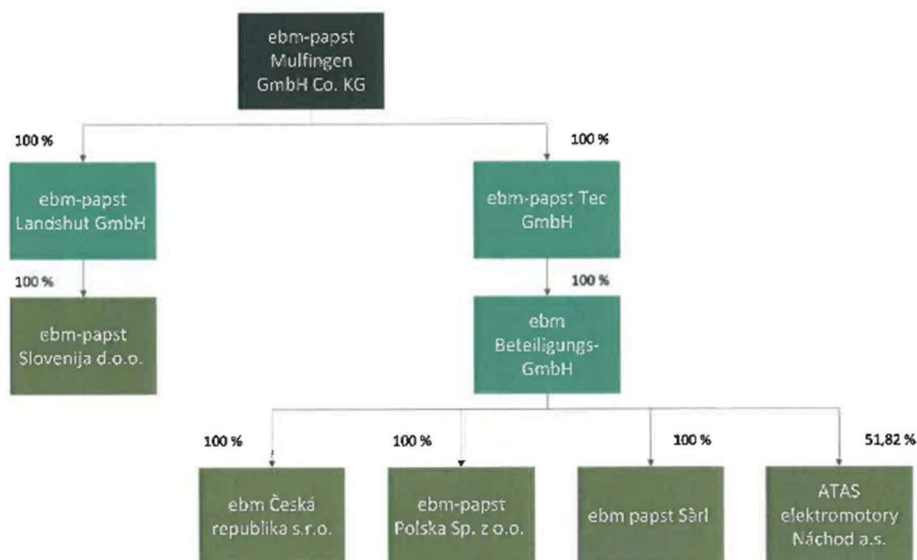 ebm-papst
Mulfingen
GmbH Co. KG
100 %
100 %
ebm-papst
Landshut GmbH
ebm-papst Tec
GmbH
100 %
100 %
ebm-papst
Slovenija d.o.o.
ebm
Beteiligungs-
GmbH
100 %
100 %
100 %
51,82 %
ebm Česká
republika s.r.o.
ebm-papst
Polska Sp. z o.o.
ebm papst Sàrl
ATAS
elektromotory
Náchod a.s.